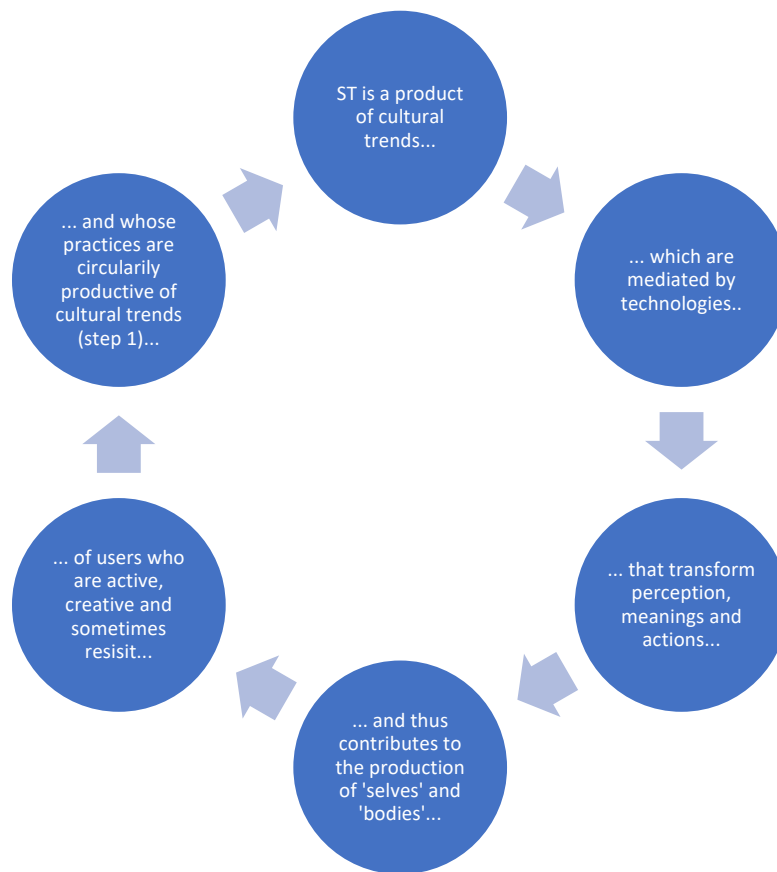 ST is a product
of cultural
trends...
... which are
mediated by
technologies..
... that transform
perception,
meanings and
actions...
... and thus
contributes to
the production
of 'selves' and
'bodies'...
... of users who
are active,
creative and
sometimes
resisit...
... and whose
practices are
circularily
productive of
cultural trends
(step 1)...